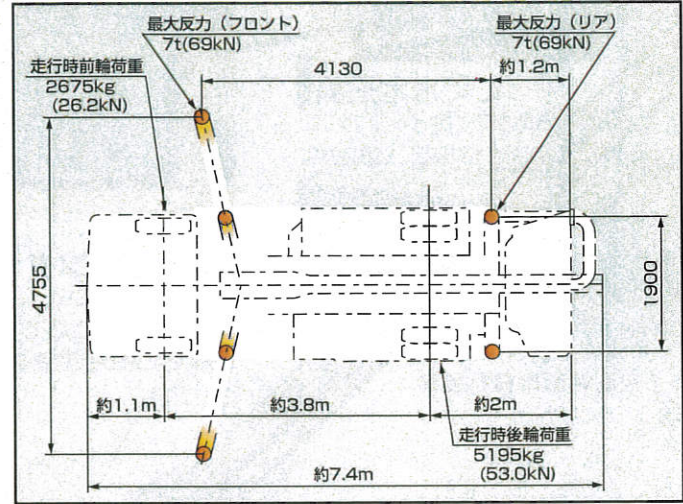 最大反力（フロント）
7t(69kN)
最大反力（リア）
7t(69kN)
走行時前輪荷重
2675kg
(26.2kN)
4130
約1.2m
4755
1900
約1.1m
約3.8m
約2m
走行時後輪荷重
5195kg
(53.0kN)
約7.4m